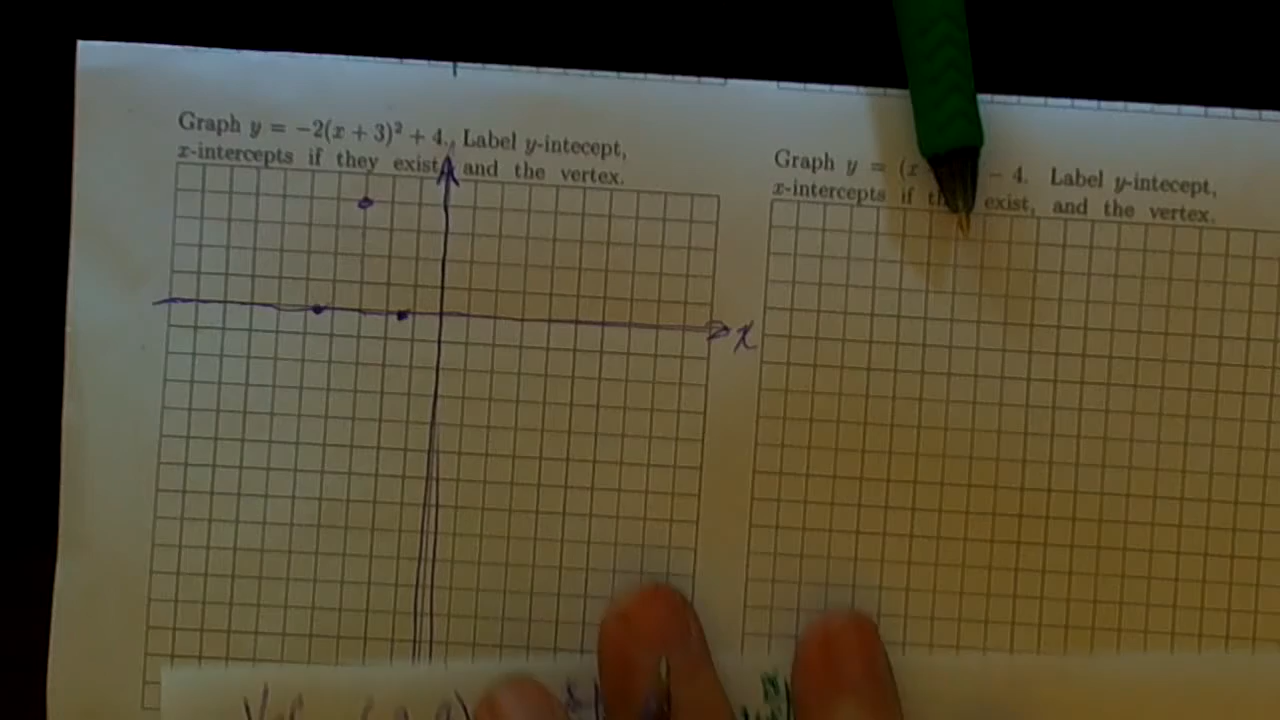 Graph y = −2(x + 3)² + 4. Label y-intecept,
x-intercepts if they exist, and the vertex.
x
Graph y = (x − 4. Label y-intecept,
x-intercepts if exist, and the vertex.